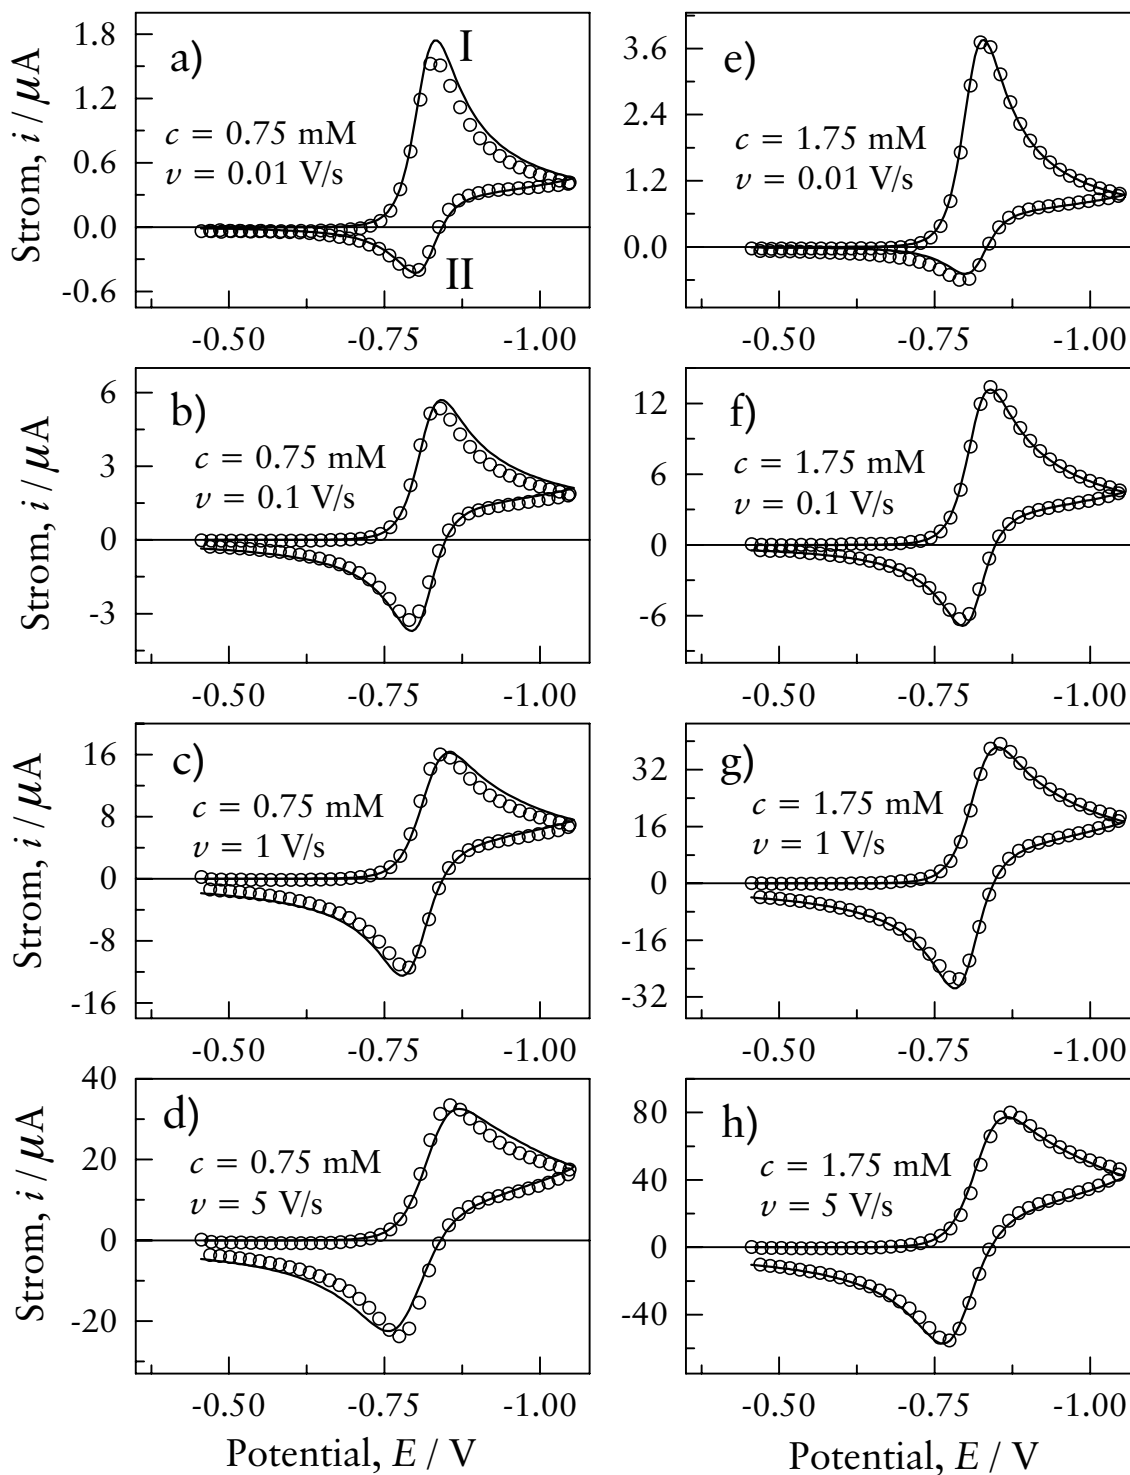 a)
I
c = 0.75 mM
v = 0.01 V/s
II
Strom, i / µA
1.8
1.2
0.6
0.0
-0.6
-0.50
-0.75
-1.00
e)
c = 1.75 mM
v = 0.01 V/s
3.6
2.4
1.2
0.0
-0.50
-0.75
-1.00
b)
c = 0.75 mM
v = 0.1 V/s
Strom, i / µA
6
3
0
-3
-0.50
-0.75
-1.00
f)
c = 1.75 mM
v = 0.1 V/s
12
6
0
-6
-0.50
-0.75
-1.00
c)
c = 0.75 mM
v = 1 V/s
Strom, i / µA
16
8
0
-8
-16
-0.50
-0.75
-1.00
g)
c = 1.75 mM
v = 1 V/s
32
16
0
-16
-32
-0.50
-0.75
-1.00
d)
c = 0.75 mM
v = 5 V/s
Strom, i / µA
40
20
0
-20
-0.50
-0.75
-1.00
Potential, E / V
h)
c = 1.75 mM
v = 5 V/s
80
40
0
-40
-0.50
-0.75
-1.00
Potential, E / V